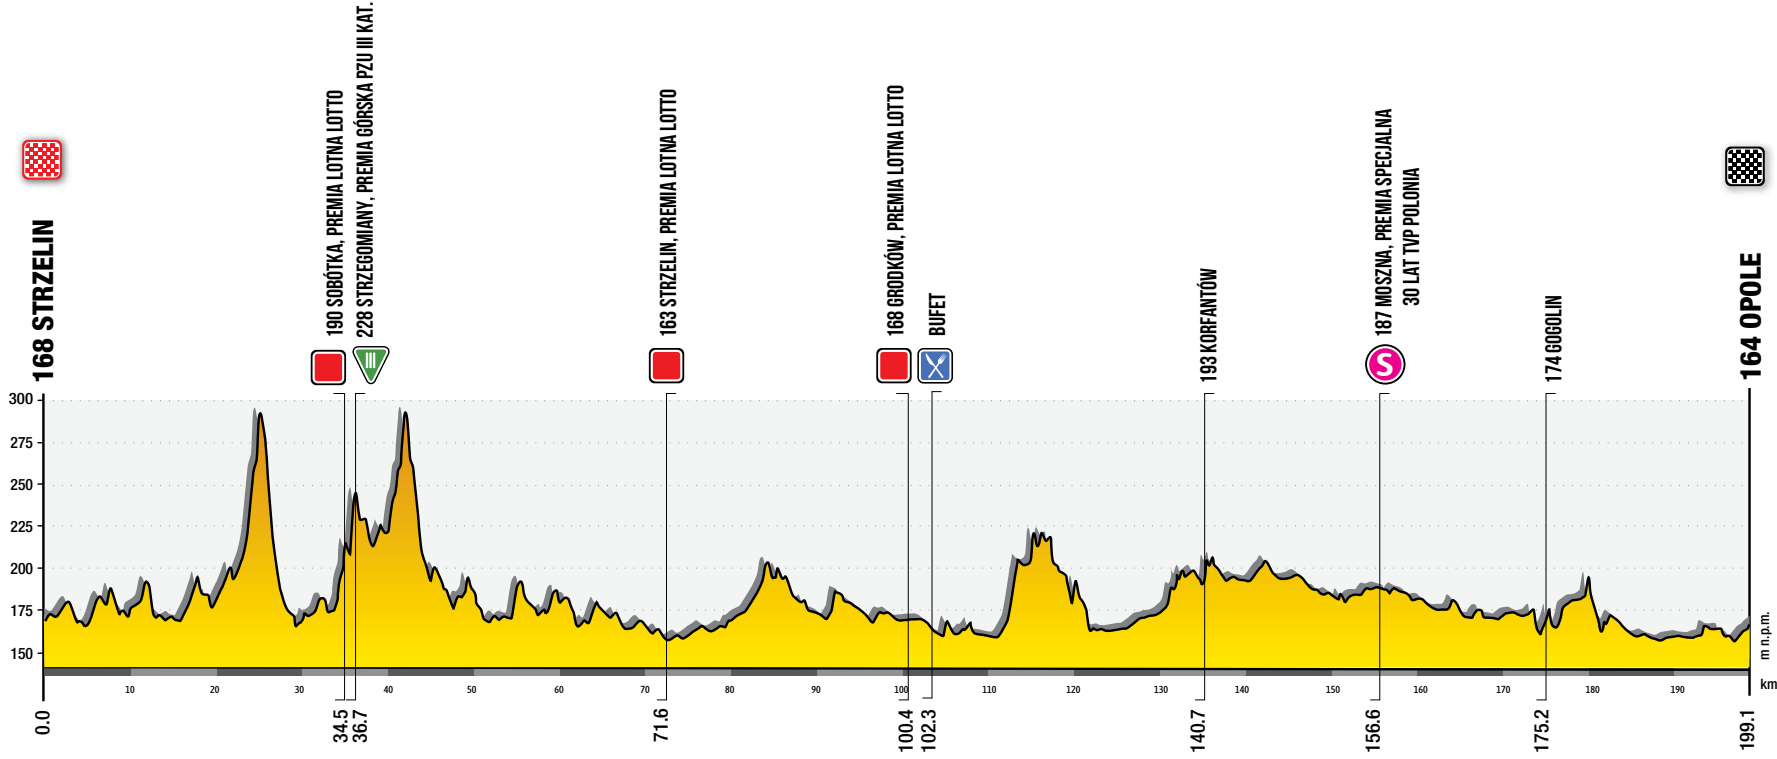 168 STRZELIN
190 SOBÓTKA, PREMIA LOTNA LOTTO
228 STRZEGOMIANY, PREMIA GÓRSKA PZU III KAT.
163 STRZELIN, PREMIA LOTNA LOTTO
168 GRODKÓW, PREMIA LOTNA LOTTO
BUFET
193 KORFANTÓW
187 MOSZNA, PREMIA SPECJALNA
30 LAT TVP POLONIA
174 GOGOLIN
164 OPOLE
III
S
300
275
250
225
200
175
150
m n.p.m.
10 20 30 40 50 60 70 80 90 100 110 120 130 140 150 160 170 180 190
km
0.0 34.5 36.7 71.6 100.4 102.3 140.7 156.6 175.2 199.1